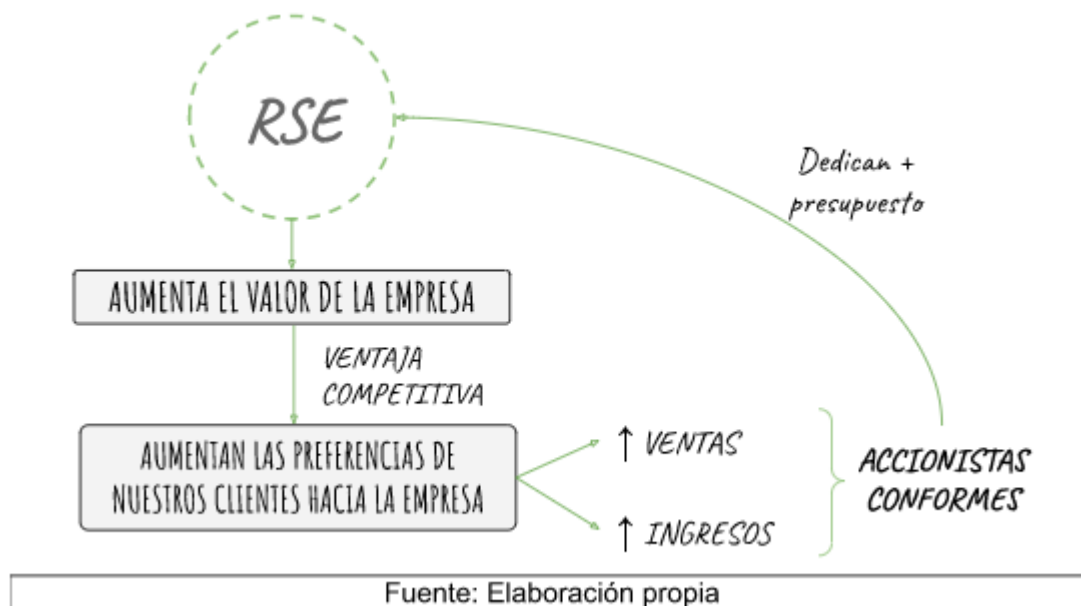 RSE
Dedican +
presupuesto
AUMENTA EL VALOR DE LA EMPRESA
VENTAJA
COMPETITIVA
AUMENTAN LAS PREFERENCIAS DE
NUESTROS CLIENTES HACIA LA EMPRESA
↑ VENTAS
↑ INGRESOS
ACCIONISTAS
CONFORMES
Fuente: Elaboración propia